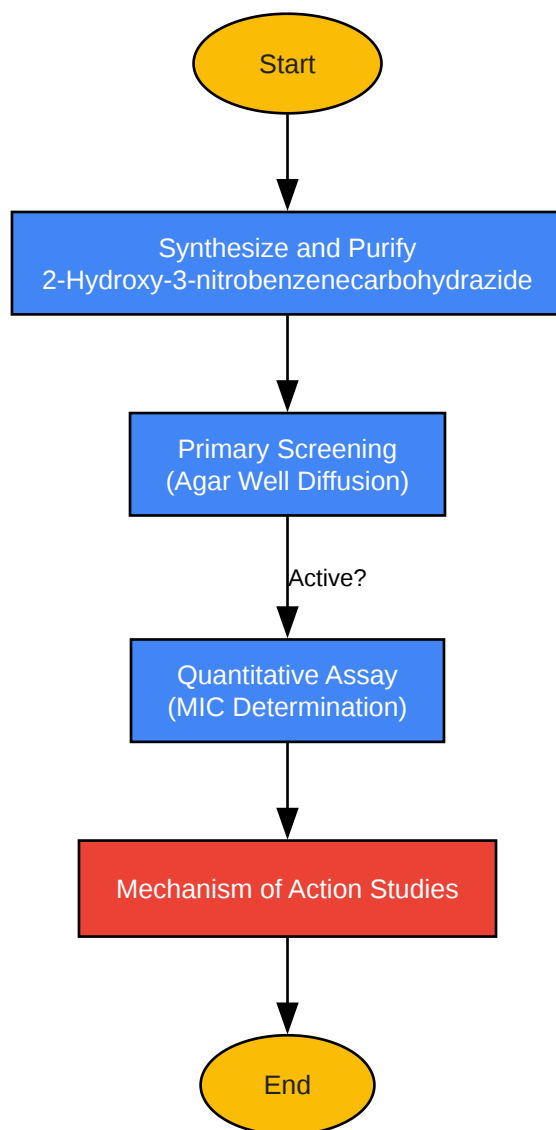 Start
Synthesize and Purify
2-Hydroxy-3-nitrobenzenecarbohydrazide
Primary Screening
(Agar Well Diffusion)
Active?
Quantitative Assay
(MIC Determination)
Mechanism of Action Studies
End